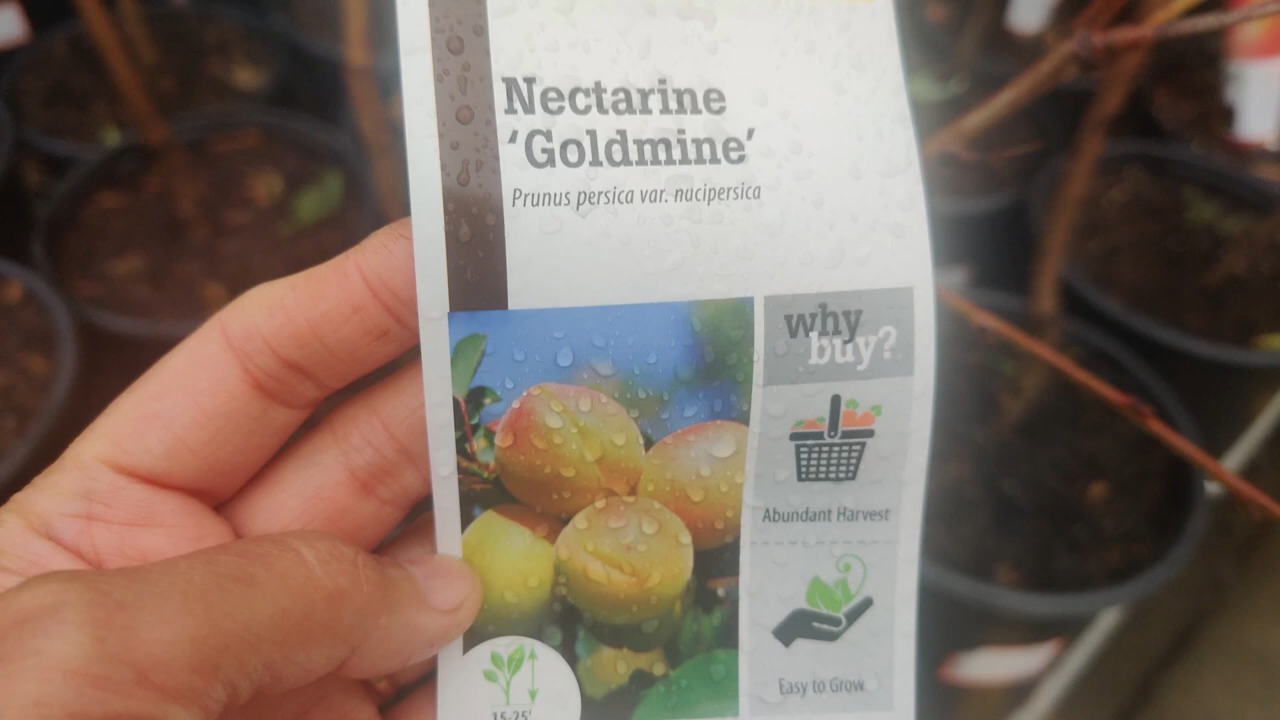 Nectarine
‘Goldmine’
Prunus persica var. nucipersica
why
buy?
Abundant Harvest
Easy to Grow
15-25'